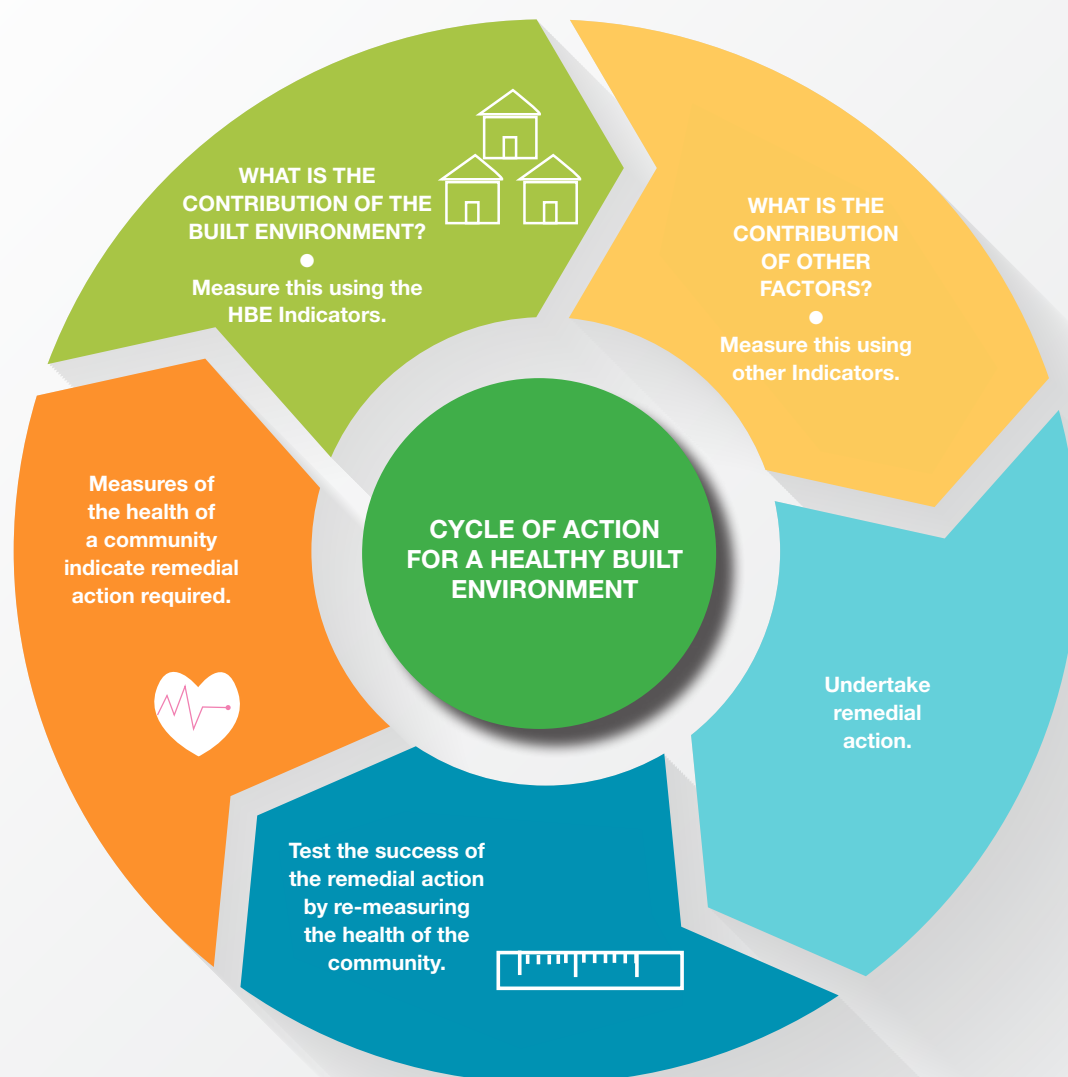 WHAT IS THE
CONTRIBUTION OF THE
BUILT ENVIRONMENT?
Measure this using the
HBE Indicators.
WHAT IS THE
CONTRIBUTION
OF OTHER
FACTORS?
Measure this using
other Indicators.
Undertake
remedial
action.
Test the success of
the remedial action
by re-measuring
the health of the
community.
Measures of
the health of
a community
indicate remedial
action required.
CYCLE OF ACTION
FOR A HEALTHY BUILT
ENVIRONMENT